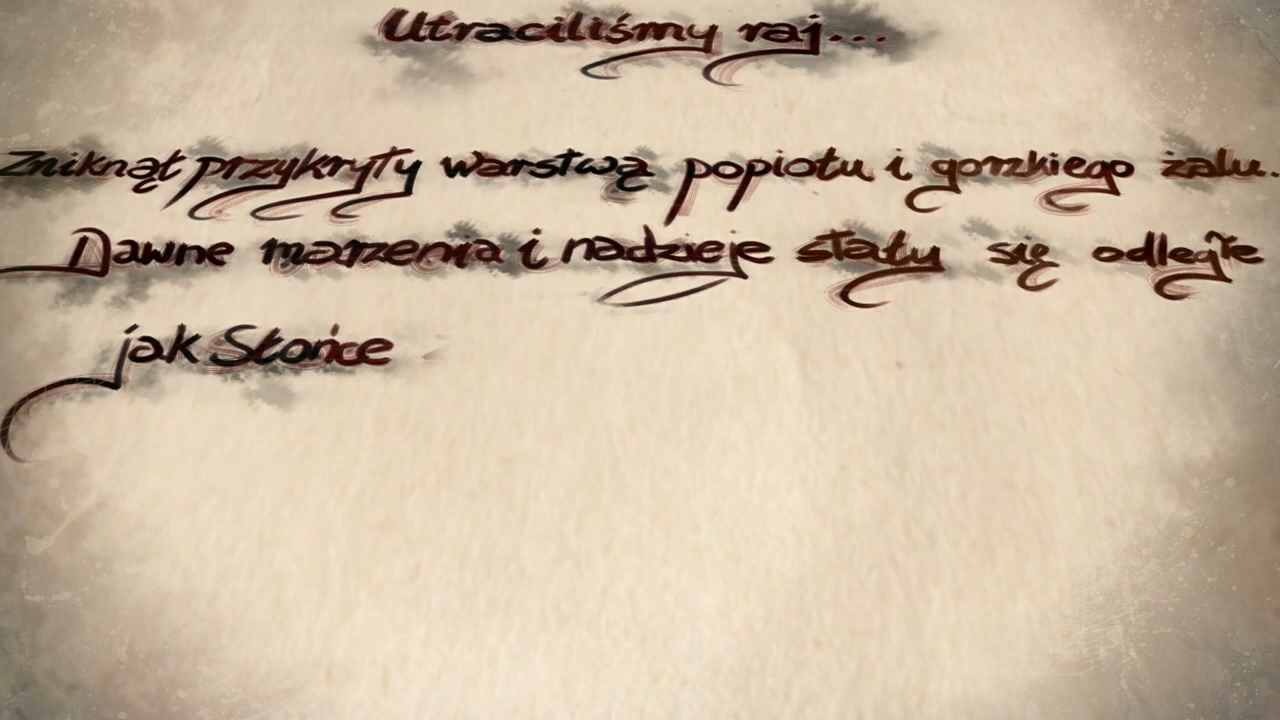 Utraciliśmy raj...
Zniknął przykryty warstwą popiołu i gorzkiego żalu.
Dawne marzenia i nadzieje stały się odległe
jak Słońce